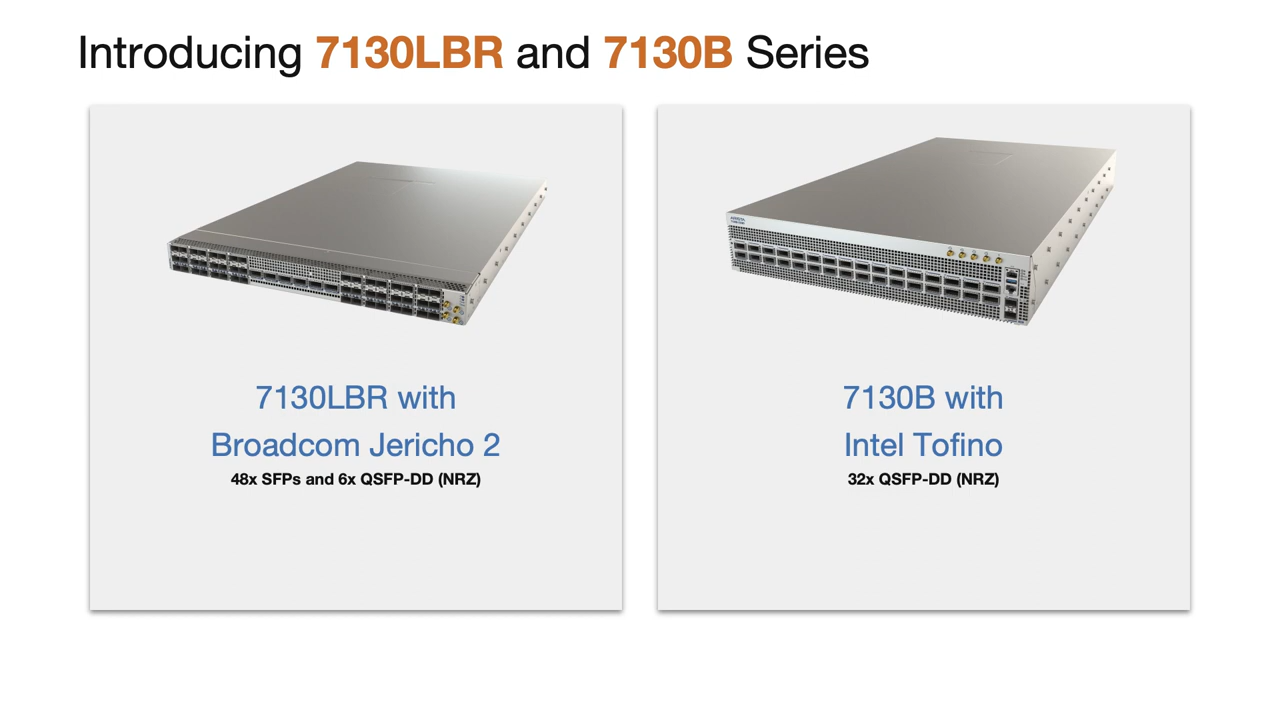 Introducing 7130LBR and 7130B Series
7130LBR with
Broadcom Jericho 2
48x SFPs and 6x QSFP-DD (NRZ)
ARISTA
7130B with
Intel Tofino
32x QSFP-DD (NRZ)